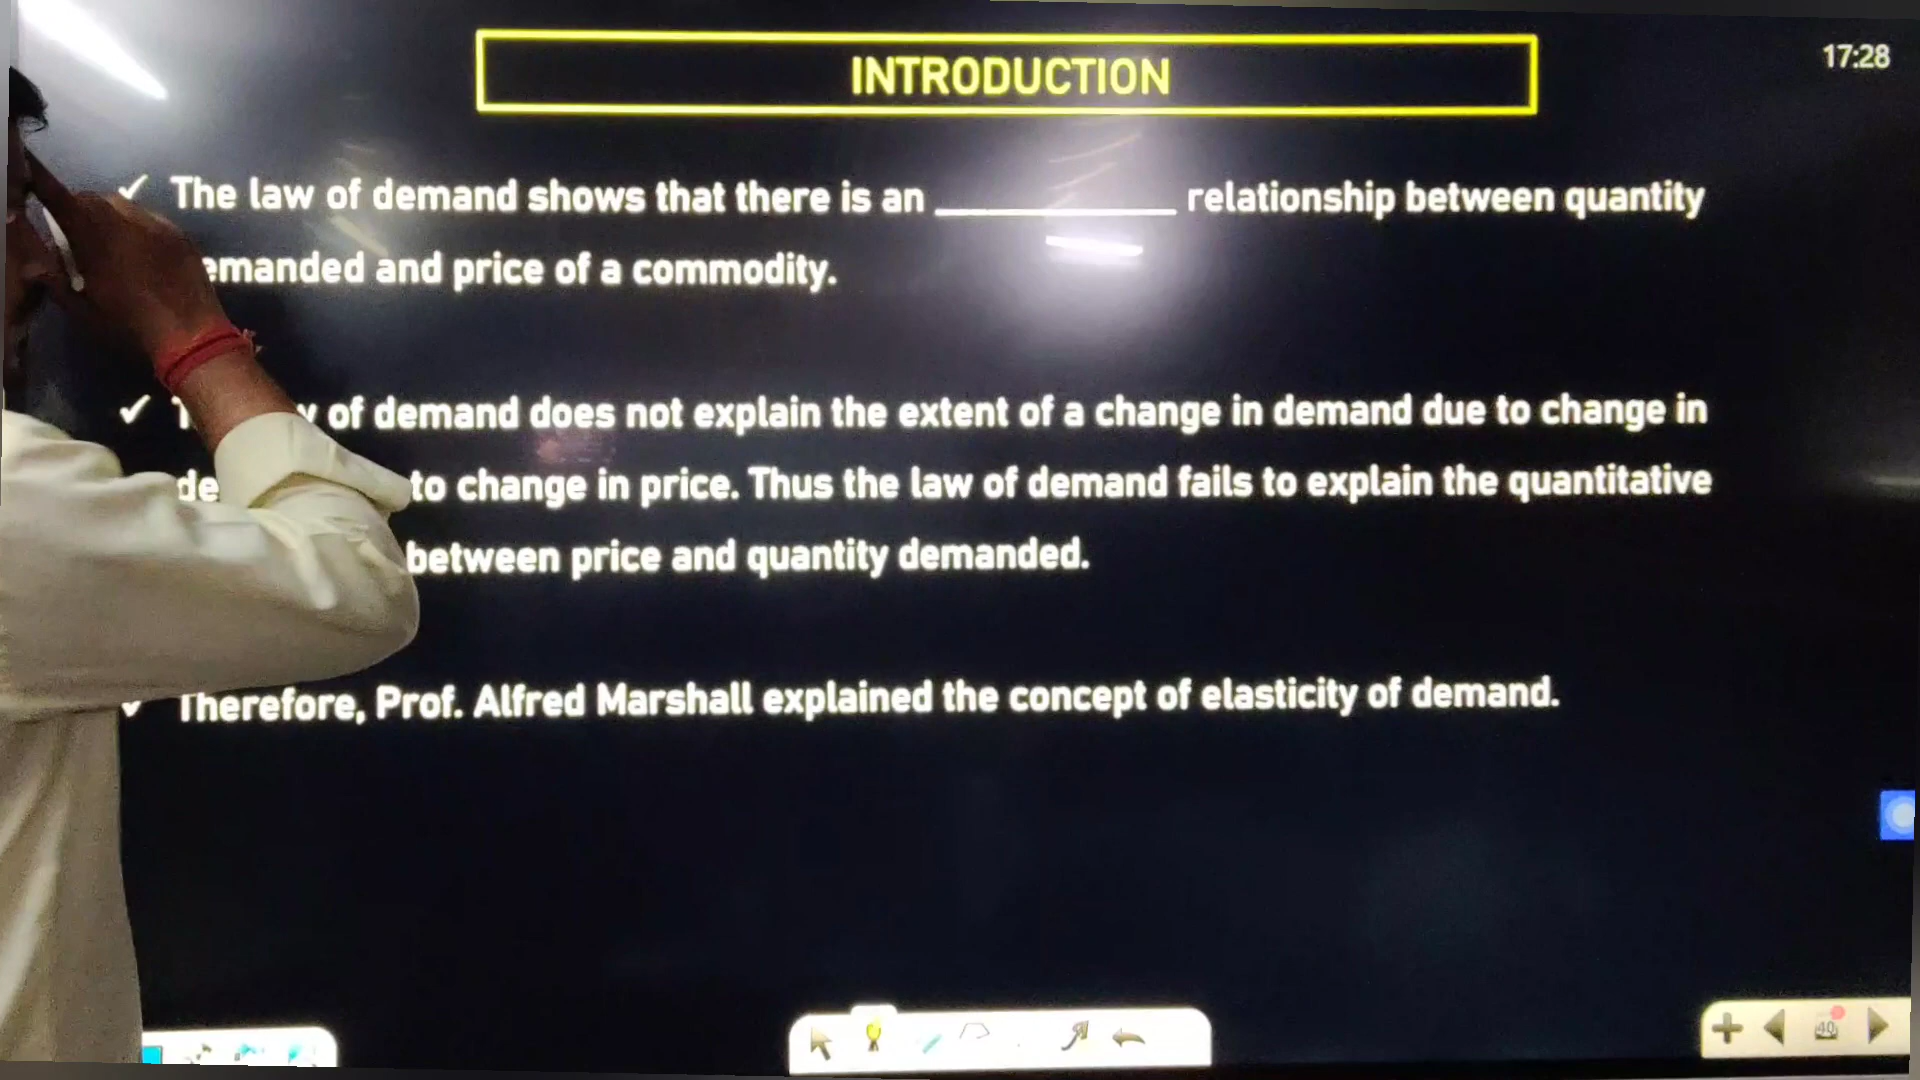 INTRODUCTION
17:28
✓ The law of demand shows that there is an ____________ relationship between quantity
emanded and price of a commodity.
✓ of demand does not explain the extent of a change in demand due to change in
de to change in price. Thus the law of demand fails to explain the quantitative
between price and quantity demanded.
✓ Therefore, Prof. Alfred Marshall explained the concept of elasticity of demand.
40